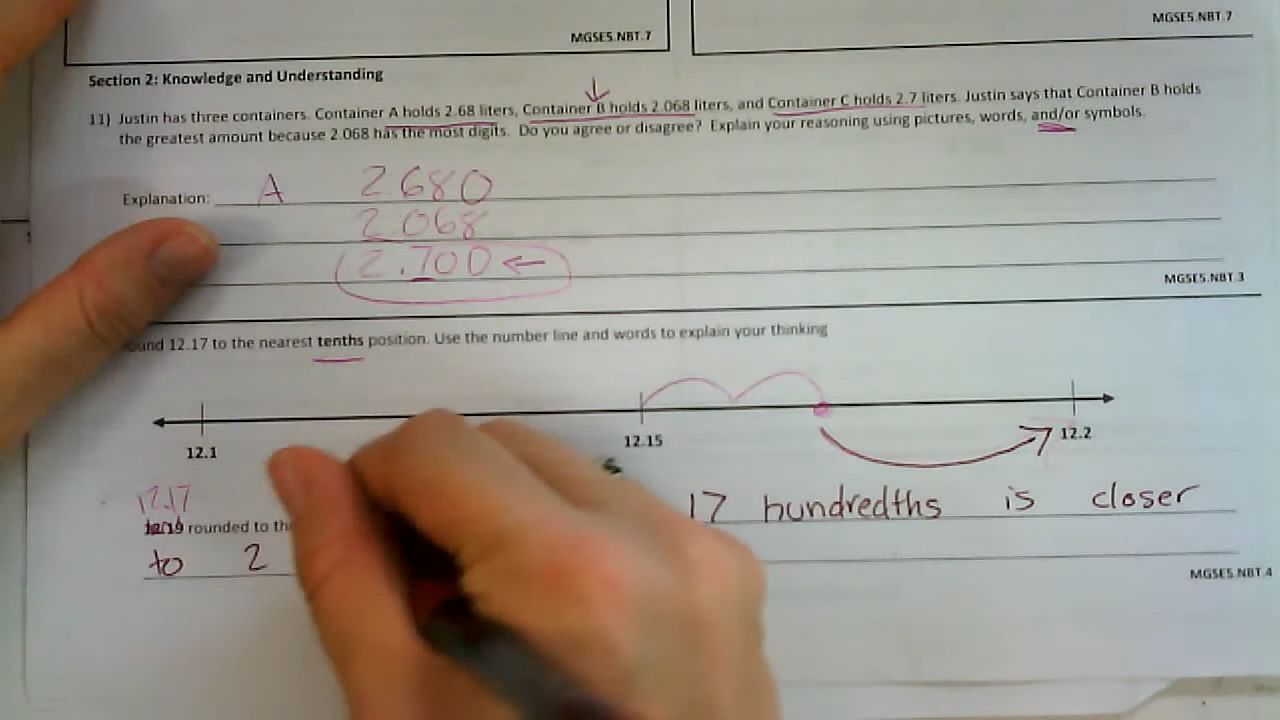 MGSE5.NBT.7
MGSE5.NBT.7
Section 2: Knowledge and Understanding
11) Justin has three containers. Container A holds 2.68 liters, Container B holds 2.068 liters, and Container C holds 2.7 liters. Justin says that Container B holds
the greatest amount because 2.068 has the most digits. Do you agree or disagree? Explain your reasoning using pictures, words, and/or symbols.
Explanation: A 2 680
2.068
2.700 ←
MGSE5.NBT.3
12.17 to the nearest tenths position. Use the number line and words to explain your thinking
12.1 12.15 12.2
12.17
rounded to the 17 hundredths is closer
to 2
MGSE5.NBT.4